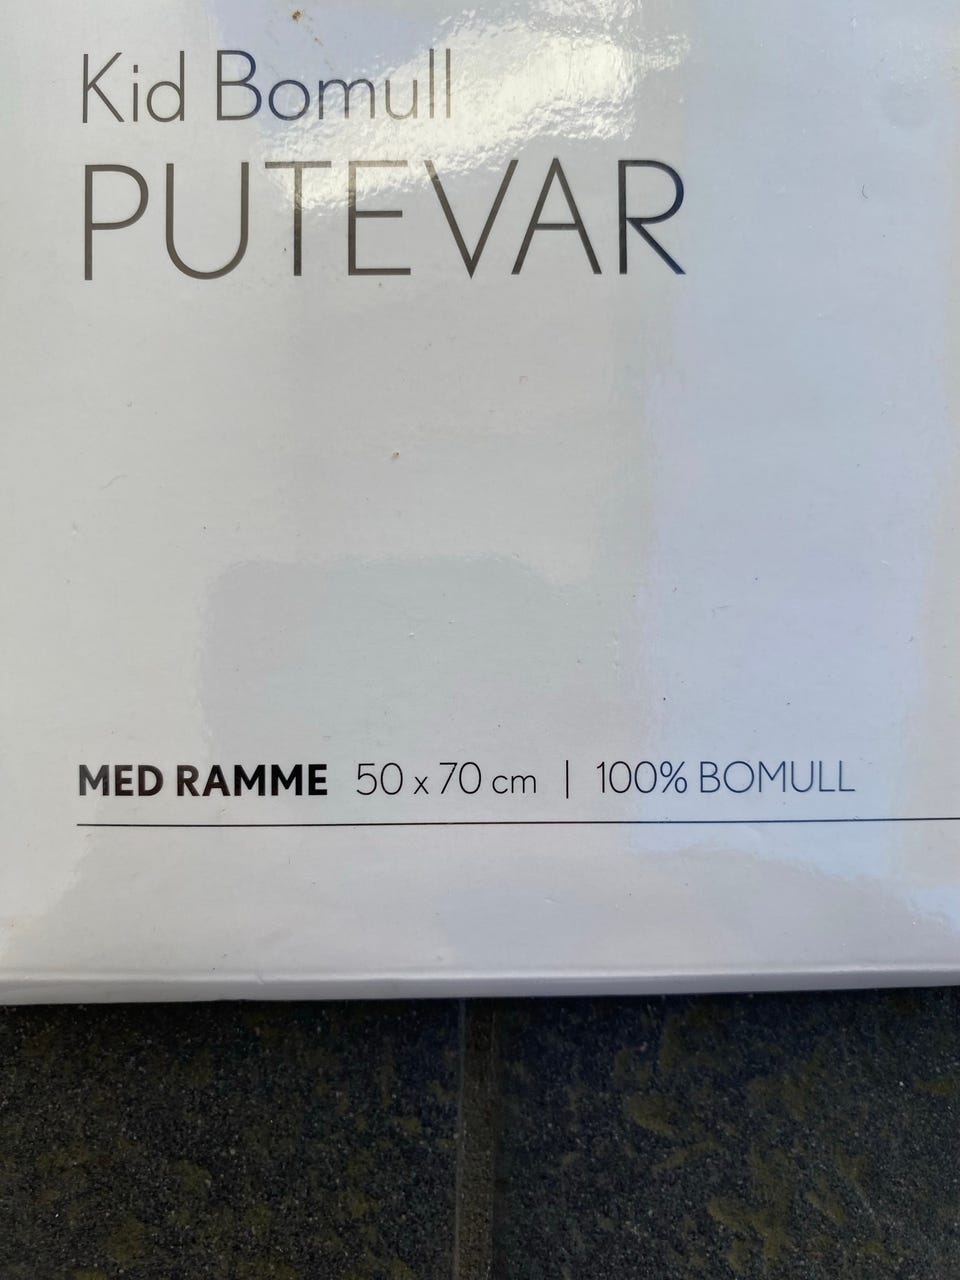 Kid Bomull
PUTEVAR
MED RAMME 50 x 70 cm | 100% BOMULL